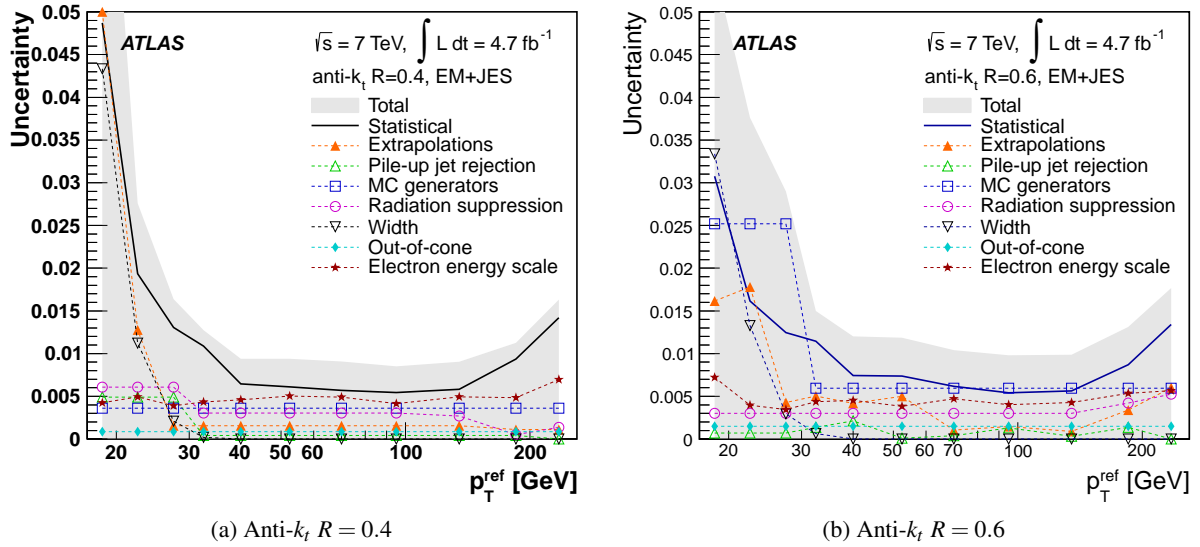 Uncertainty
0.05
0.045
0.04
0.035
0.03
0.025
0.02
0.015
0.01
0.005
0
ATLAS
√s = 7 TeV, ∫ L dt = 4.7 fb⁻¹
anti-k_t R=0.4, EM+JES
Total
Statistical
Extrapolations
Pile-up jet rejection
MC generators
Radiation suppression
Width
Out-of-cone
Electron energy scale
20 30 40 50 60 100 200
p_T^ref [GeV]
(a) Anti-k_t R = 0.4
Uncertainty
0.05
0.045
0.04
0.035
0.03
0.025
0.02
0.015
0.01
0.005
0
ATLAS
√s = 7 TeV, ∫ L dt = 4.7 fb⁻¹
anti-k_t R=0.6, EM+JES
Total
Statistical
Extrapolations
Pile-up jet rejection
MC generators
Radiation suppression
Width
Out-of-cone
Electron energy scale
20 30 40 50 60 70 100 200
p_T^ref [GeV]
(b) Anti-k_t R = 0.6